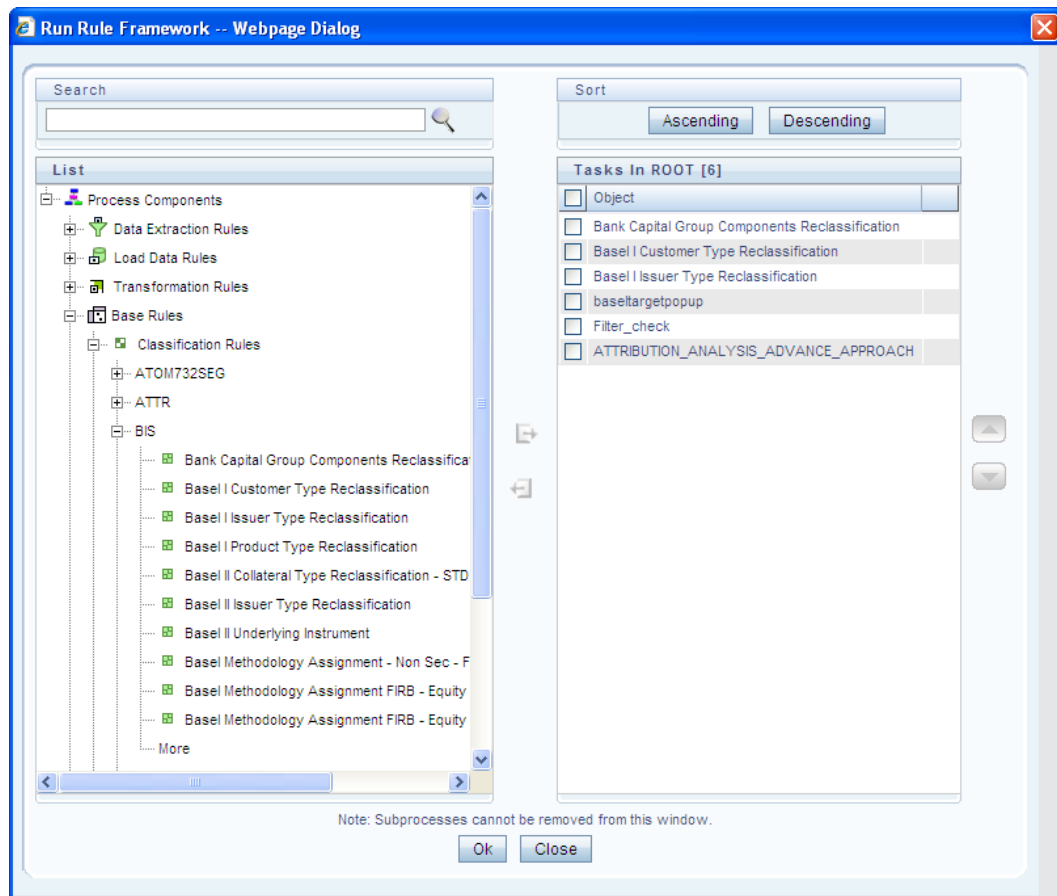 Run Rule Framework -- Webpage Dialog
Search
Sort
Ascending
Descending
List
Process Components
Data Extraction Rules
Load Data Rules
Transformation Rules
Base Rules
Classification Rules
ATOM732SEG
ATTR
BIS
Bank Capital Group Components Reclassifica
Basel I Customer Type Reclassification
Basel I Issuer Type Reclassification
Basel I Product Type Reclassification
Basel II Collateral Type Reclassification - STD
Basel II Issuer Type Reclassification
Basel II Underlying Instrument
Basel Methodology Assignment - Non Sec - F
Basel Methodology Assignment FIRB - Equity
Basel Methodology Assignment FIRB - Equity
More
Tasks In ROOT [6]
Object
Bank Capital Group Components Reclassification
Basel I Customer Type Reclassification
Basel I Issuer Type Reclassification
baseltargetpopup
Filter_check
ATTRIBUTION_ANALYSIS_ADVANCE_APPROACH
Note: Subprocesses cannot be removed from this window.
Ok
Close